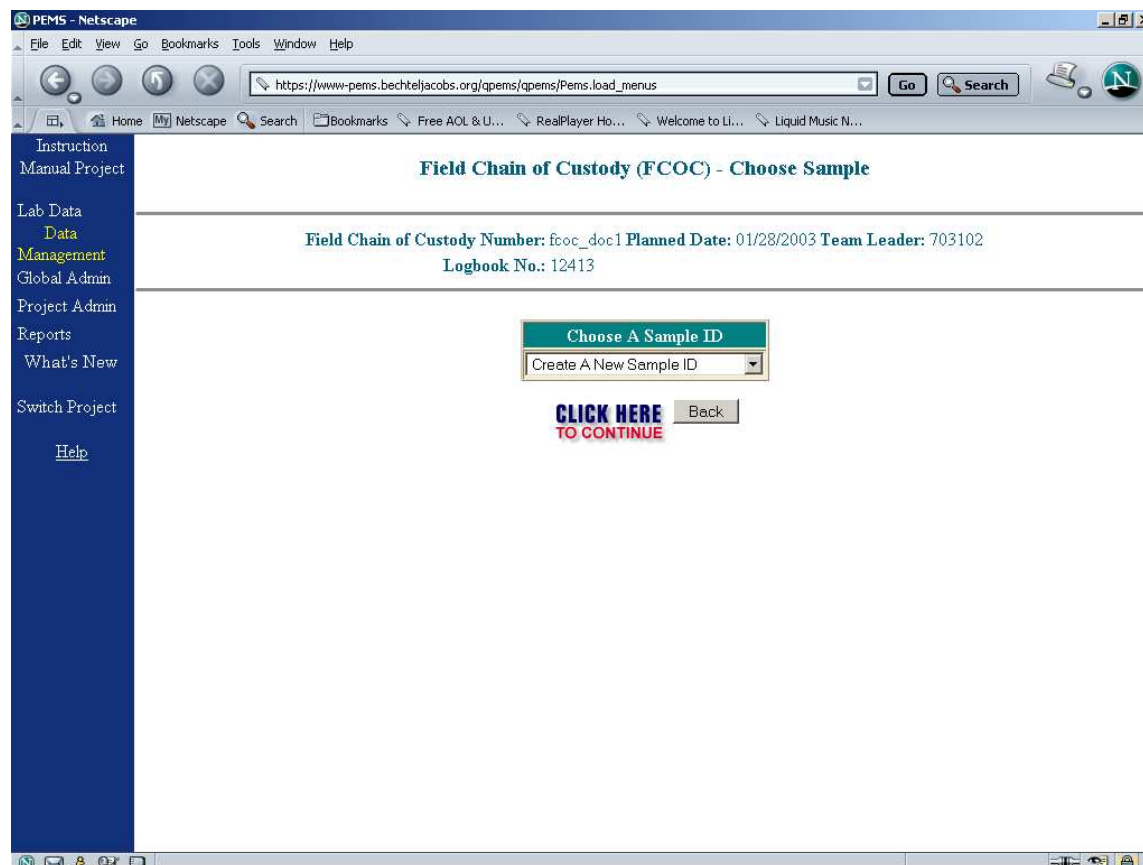 PEMS - Netscape
File Edit View Go Bookmarks Tools Window Help
https://www-pems.bechteljacobs.org/qpems/qpems/Pems.load_menus
Go
Search
N
Home My Netscape Search Bookmarks Free AOL & U... RealPlayer Ho... Welcome to Li... Liquid Music N...
Instruction
Manual Project
Lab Data
Data
Management
Global Admin
Project Admin
Reports
What's New
Switch Project
Help
Field Chain of Custody (FCOC) - Choose Sample
Field Chain of Custody Number: fcoc_doc1 Planned Date: 01/28/2003 Team Leader: 703102
Logbook No.: 12413
Choose A Sample ID
Create A New Sample ID
CLICK HERE
TO CONTINUE
Back